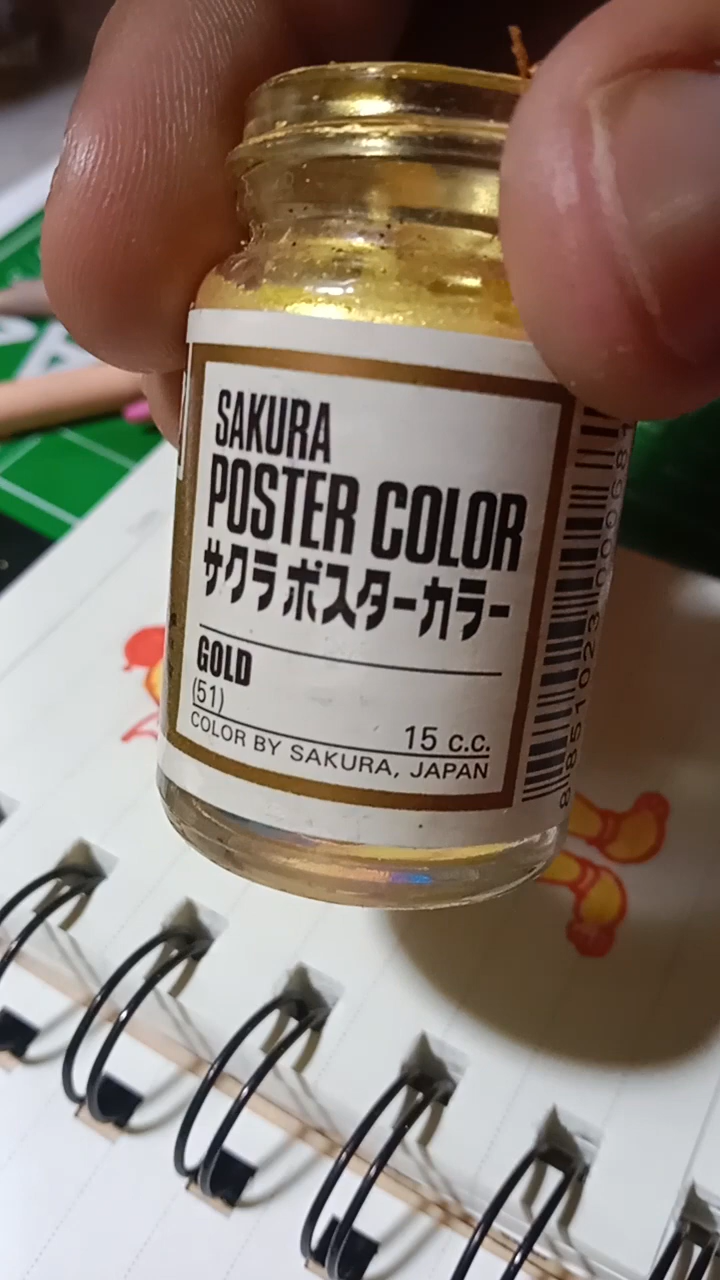 SAKURA
POSTER COLOR
サクラ ポスターカラー
GOLD
(51)
15 c.c.
COLOR BY SAKURA, JAPAN